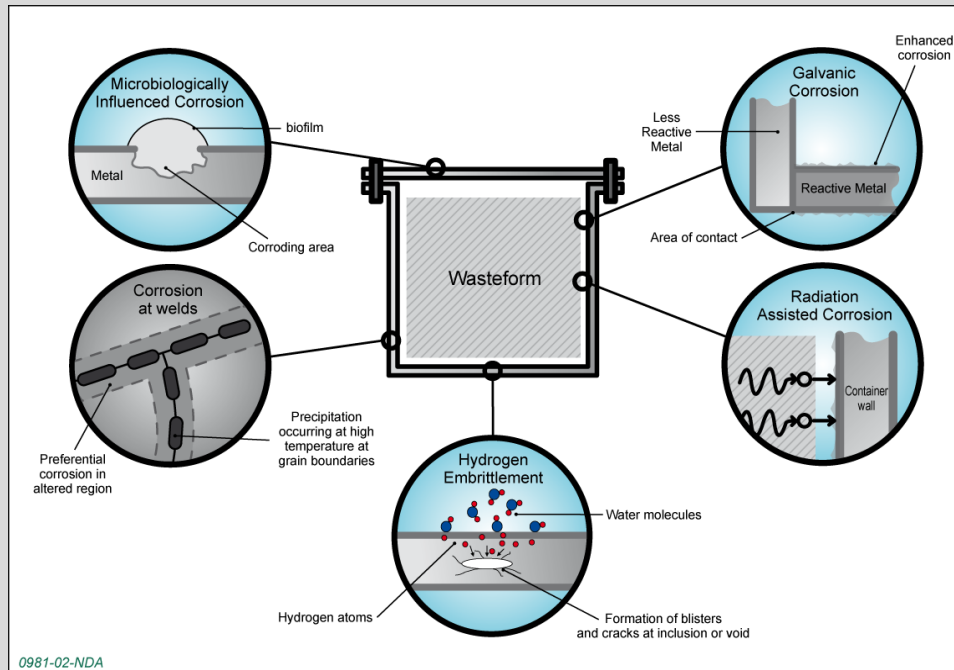 Microbiologically
Influenced Corrosion
biofilm
Metal
Corroding area
Galvanic
Corrosion
Enhanced
corrosion
Less
Reactive
Metal
Reactive Metal
Area of contact
Wasteform
Corrosion
at welds
Precipitation
occurring at high
temperature at
grain boundaries
Preferential
corrosion in
altered region
Radiation
Assisted Corrosion
Container
wall
Hydrogen
Embrittlement
Water molecules
Hydrogen atoms
Formation of blisters
and cracks at inclusion or void
0981-02-NDA